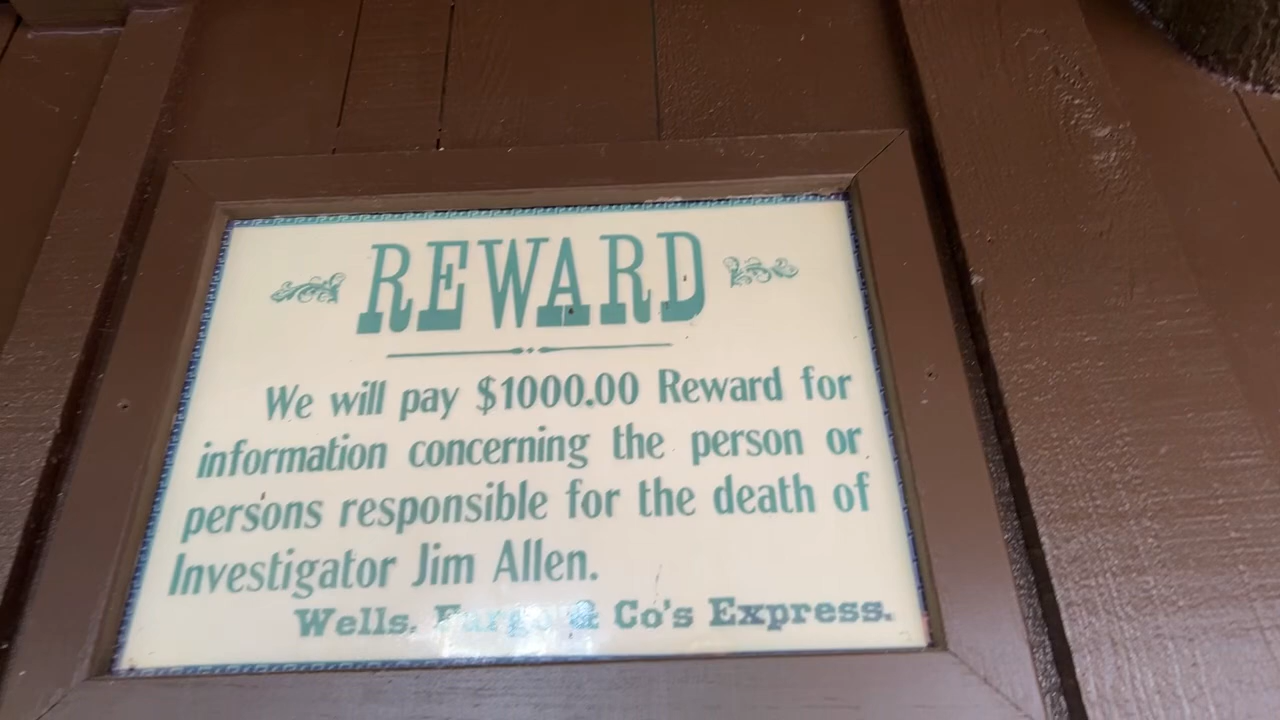 REWARD
We will pay $1000.00 Reward for
information concerning the person or
persons responsible for the death of
Investigator Jim Allen.
Wells, Fargo & Co's Express.